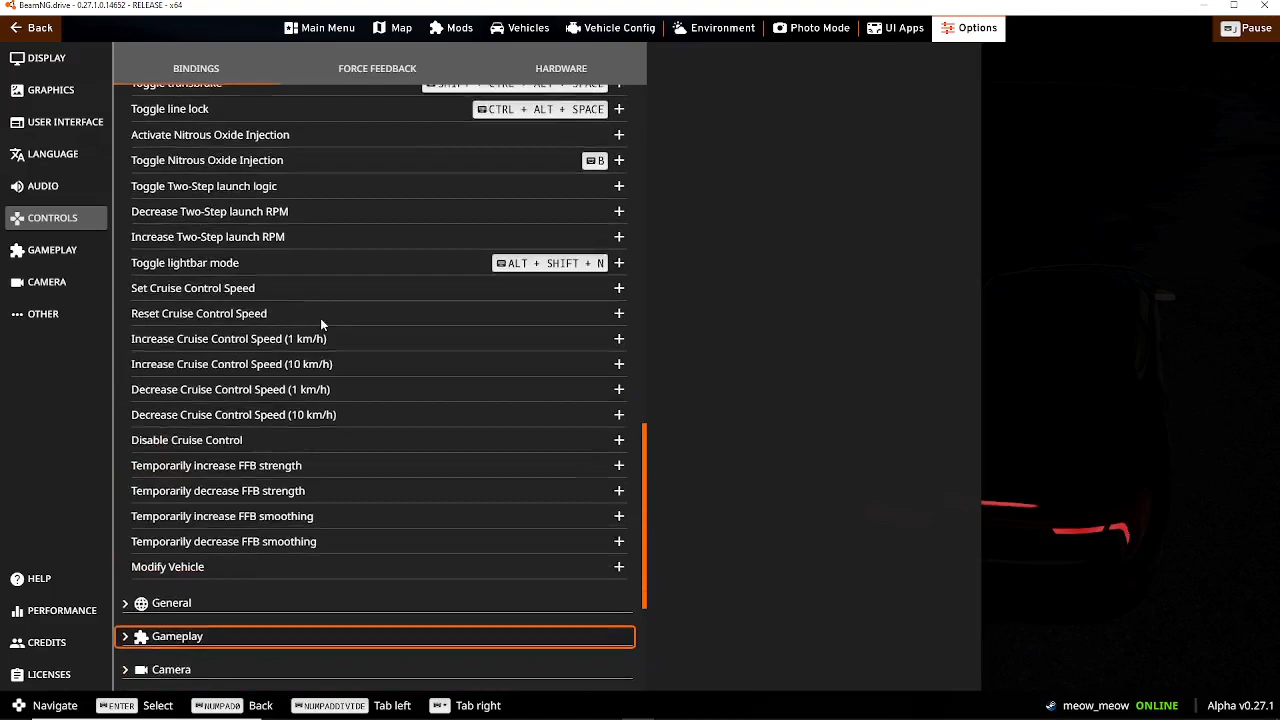 BeamNG.drive - 0.27.1.0.14652 - RELEASE - x64
Back
Main Menu
Map
Mods
Vehicles
Vehicle Config
Environment
Photo Mode
UI Apps
Options
J
Pause
DISPLAY
GRAPHICS
USER INTERFACE
LANGUAGE
AUDIO
CONTROLS
GAMEPLAY
CAMERA
OTHER
HELP
PERFORMANCE
CREDITS
LICENSES
BINDINGS
FORCE FEEDBACK
HARDWARE
Toggle transbrake SHIFT + CTRL + ALT + SPACE +
Toggle line lock CTRL + ALT + SPACE +
Activate Nitrous Oxide Injection +
Toggle Nitrous Oxide Injection B +
Toggle Two-Step launch logic +
Decrease Two-Step launch RPM +
Increase Two-Step launch RPM +
Toggle lightbar mode ALT + SHIFT + N +
Set Cruise Control Speed +
Reset Cruise Control Speed +
Increase Cruise Control Speed (1 km/h) +
Increase Cruise Control Speed (10 km/h) +
Decrease Cruise Control Speed (1 km/h) +
Decrease Cruise Control Speed (10 km/h) +
Disable Cruise Control +
Temporarily increase FFB strength +
Temporarily decrease FFB strength +
Temporarily increase FFB smoothing +
Temporarily decrease FFB smoothing +
Modify Vehicle +
General
Gameplay
Camera
Navigate
ENTER Select
NUMPAD0 Back
NUMPADDIVIDE Tab left
* Tab right
meow_meow ONLINE
Alpha v0.27.1